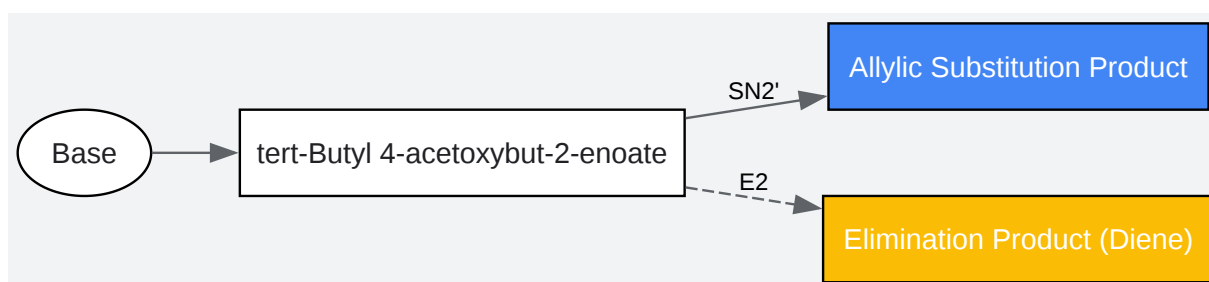 Base
tert-Butyl 4-acetoxybut-2-enoate
SN2'
Allylic Substitution Product
E2
Elimination Product (Diene)